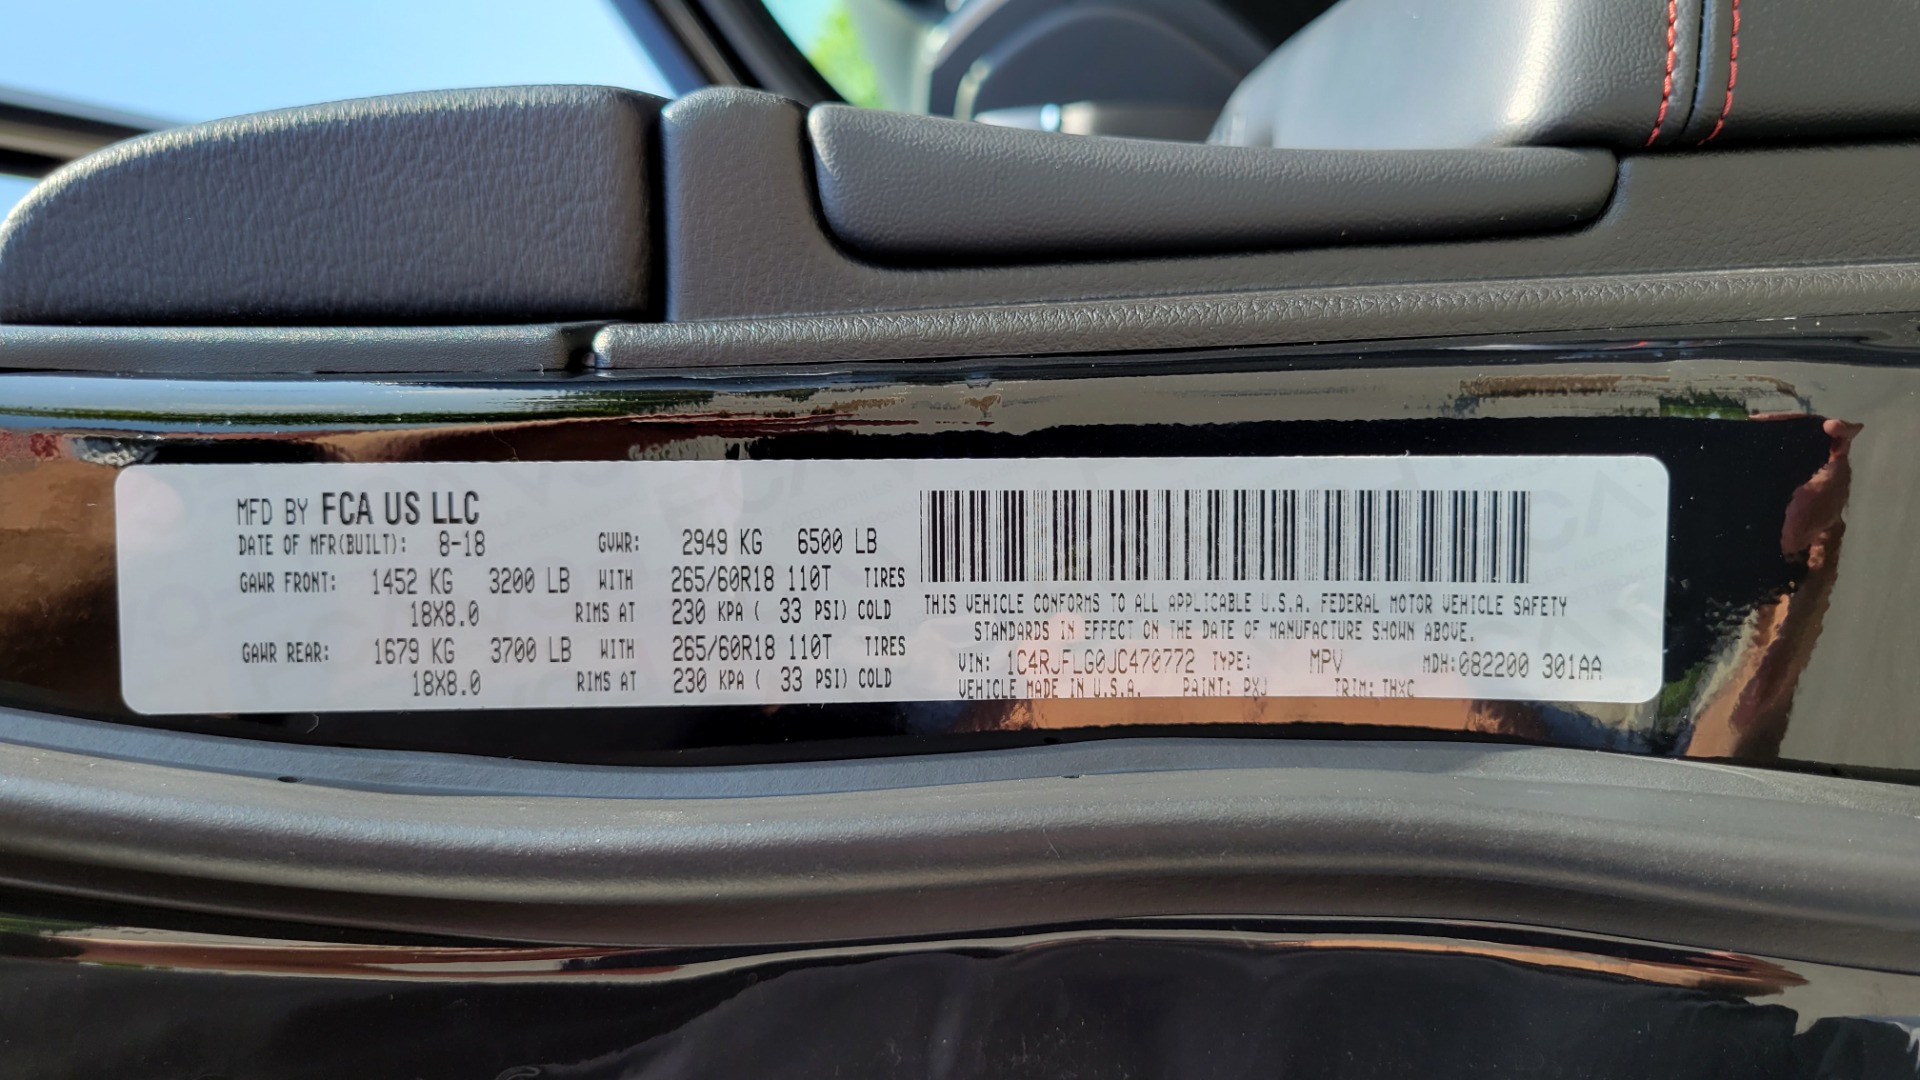 MFD BY FCA US LLC
DATE OF MFR(BUILT): 8-18 GVWR: 2949 KG 6500 LB
GAWR FRONT: 1452 KG 3200 LB WITH 265/60R18 110T TIRES
18X8.0 RIMS AT 230 KPA ( 33 PSI) COLD
GAWR REAR: 1679 KG 3700 LB WITH 265/60R18 110T TIRES
18X8.0 RIMS AT 230 KPA ( 33 PSI) COLD
THIS VEHICLE CONFORMS TO ALL APPLICABLE U.S.A. FEDERAL MOTOR VEHICLE SAFETY
STANDARDS IN EFFECT ON THE DATE OF MANUFACTURE SHOWN ABOVE.
VIN: 1C4RJFLG0JC470772 TYPE: MPV MDH:082200 301AA
VEHICLE MADE IN U.S.A. PAINT: PXJ TRIM: THXC